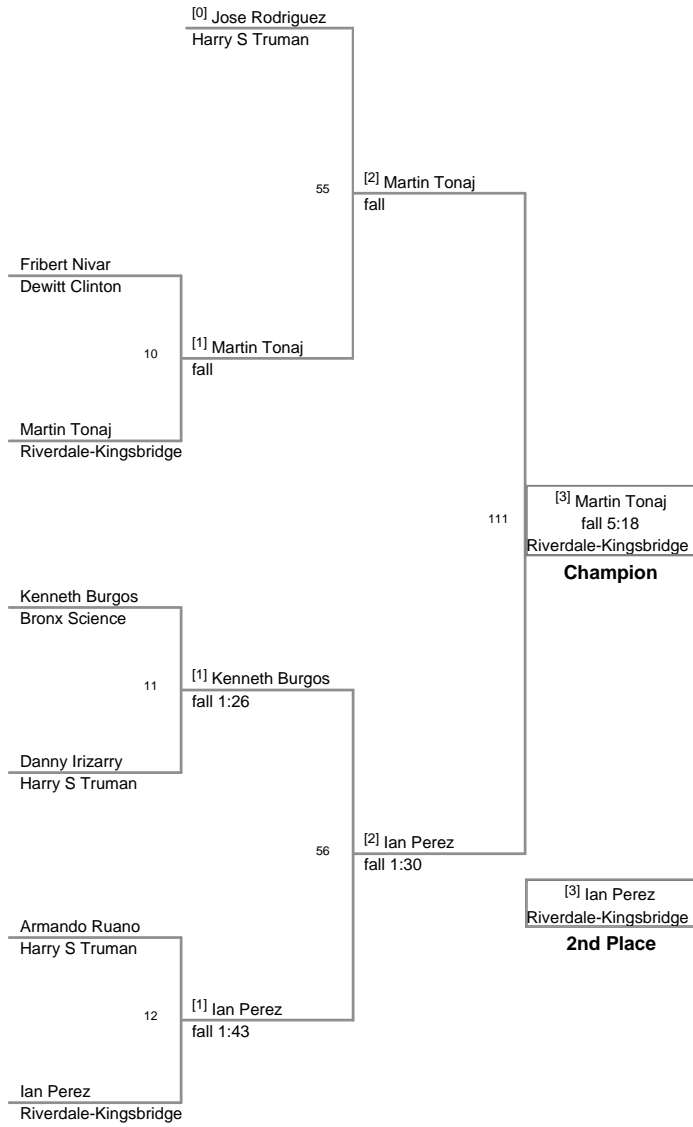 [0] Jose Rodriguez
Harry S Truman
55
[2] Martin Tonaj
fall
Fribert Nivar
Dewitt Clinton
10
[1] Martin Tonaj
fall
Martin Tonaj
Riverdale-Kingsbridge
111
[3] Martin Tonaj
fall 5:18
Riverdale-Kingsbridge
Champion
Kenneth Burgos
Bronx Science
11
[1] Kenneth Burgos
fall 1:26
Danny Irizarry
Harry S Truman
56
[2] Ian Perez
fall 1:30
[3] Ian Perez
Riverdale-Kingsbridge
2nd Place
Armando Ruano
Harry S Truman
12
[1] Ian Perez
fall 1:43
Ian Perez
Riverdale-Kingsbridge